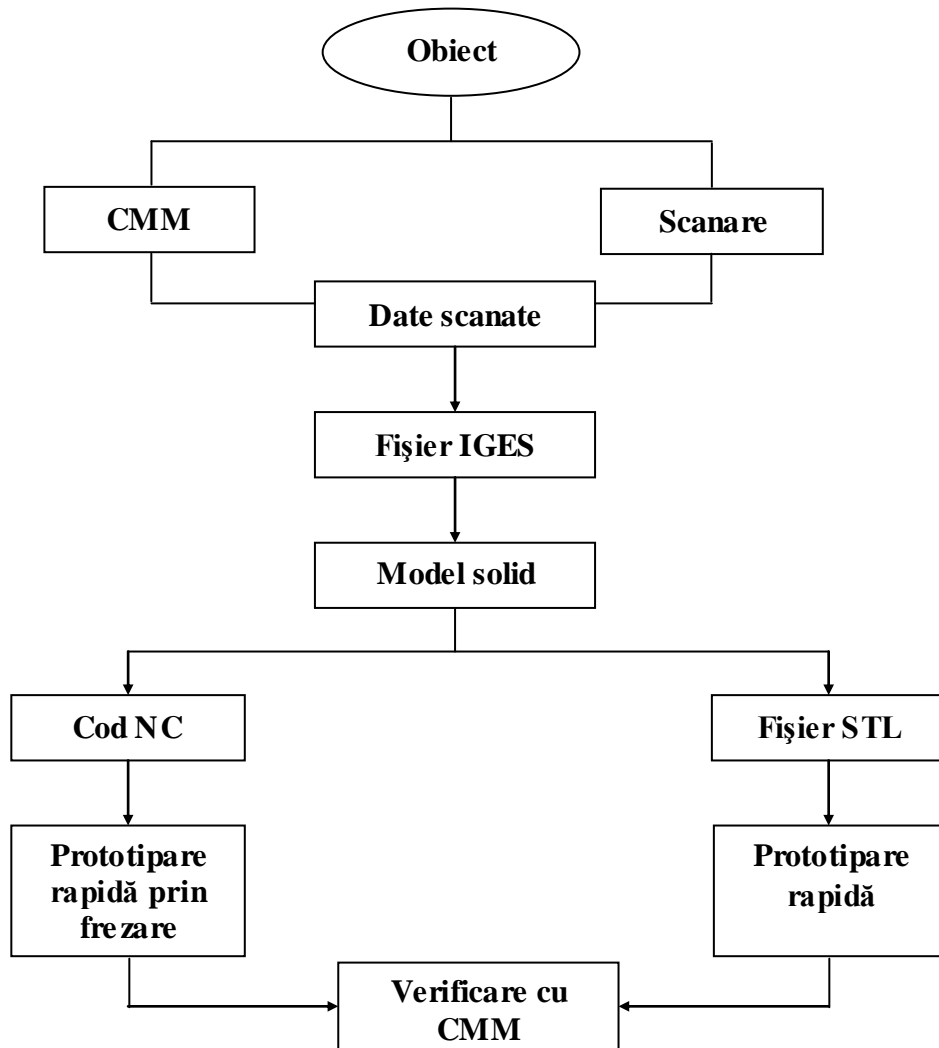 Obiect
CMM
Scanare
Date scanate
Fişier IGES
Model solid
Cod NC
Fişier STL
Prototipare
rapidă prin
frezare
Prototipare
rapidă
Verificare cu
CMM